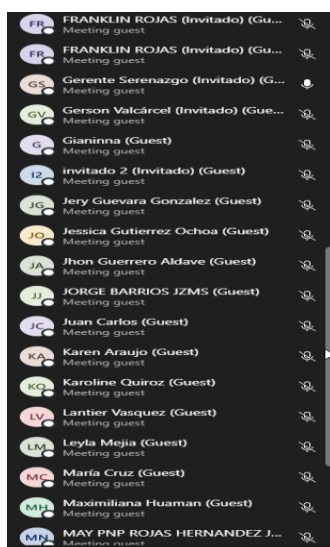 FR FRANKLIN ROJAS (Invitado) (Gu...
Meeting guest
FR FRANKLIN ROJAS (Invitado) (Gu...
Meeting guest
GS Gerente Serenazgo (Invitado) (G...
Meeting guest
GV Gerson Valcárcel (Invitado) (Gue...
Meeting guest
G Gianinna (Guest)
Meeting guest
I2 invitado 2 (Invitado) (Guest)
Meeting guest
JG Jery Guevara Gonzalez (Guest)
Meeting guest
JO Jessica Gutierrez Ochoa (Guest)
Meeting guest
JA Jhon Guerrero Aldave (Guest)
Meeting guest
JJ JORGE BARRIOS JZMS (Guest)
Meeting guest
JC Juan Carlos (Guest)
Meeting guest
KA Karen Araujo (Guest)
Meeting guest
KQ Karoline Quiroz (Guest)
Meeting guest
LV Lantier Vasquez (Guest)
Meeting guest
LM Leyla Mejia (Guest)
Meeting guest
MC María Cruz (Guest)
Meeting guest
MH Maximiliana Huaman (Guest)
Meeting guest
MN MAY PNP ROJAS HERNANDEZ J...
Meeting guest